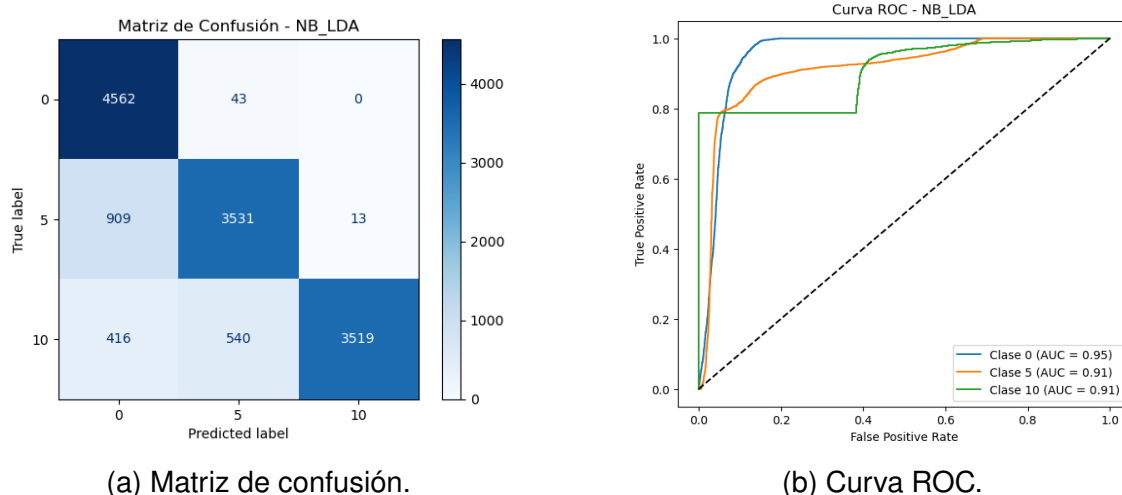 Matriz de Confusión - NB_LDA
0
5
10
True label
4562 43 0
909 3531 13
416 540 3519
0 5 10
Predicted label
4000
3000
2000
1000
0
(a) Matriz de confusión.
Curva ROC - NB_LDA
1.0
0.8
0.6
0.4
0.2
0.0
True Positive Rate
Clase 0 (AUC = 0.95)
Clase 5 (AUC = 0.91)
Clase 10 (AUC = 0.91)
0.0 0.2 0.4 0.6 0.8 1.0
False Positive Rate
(b) Curva ROC.